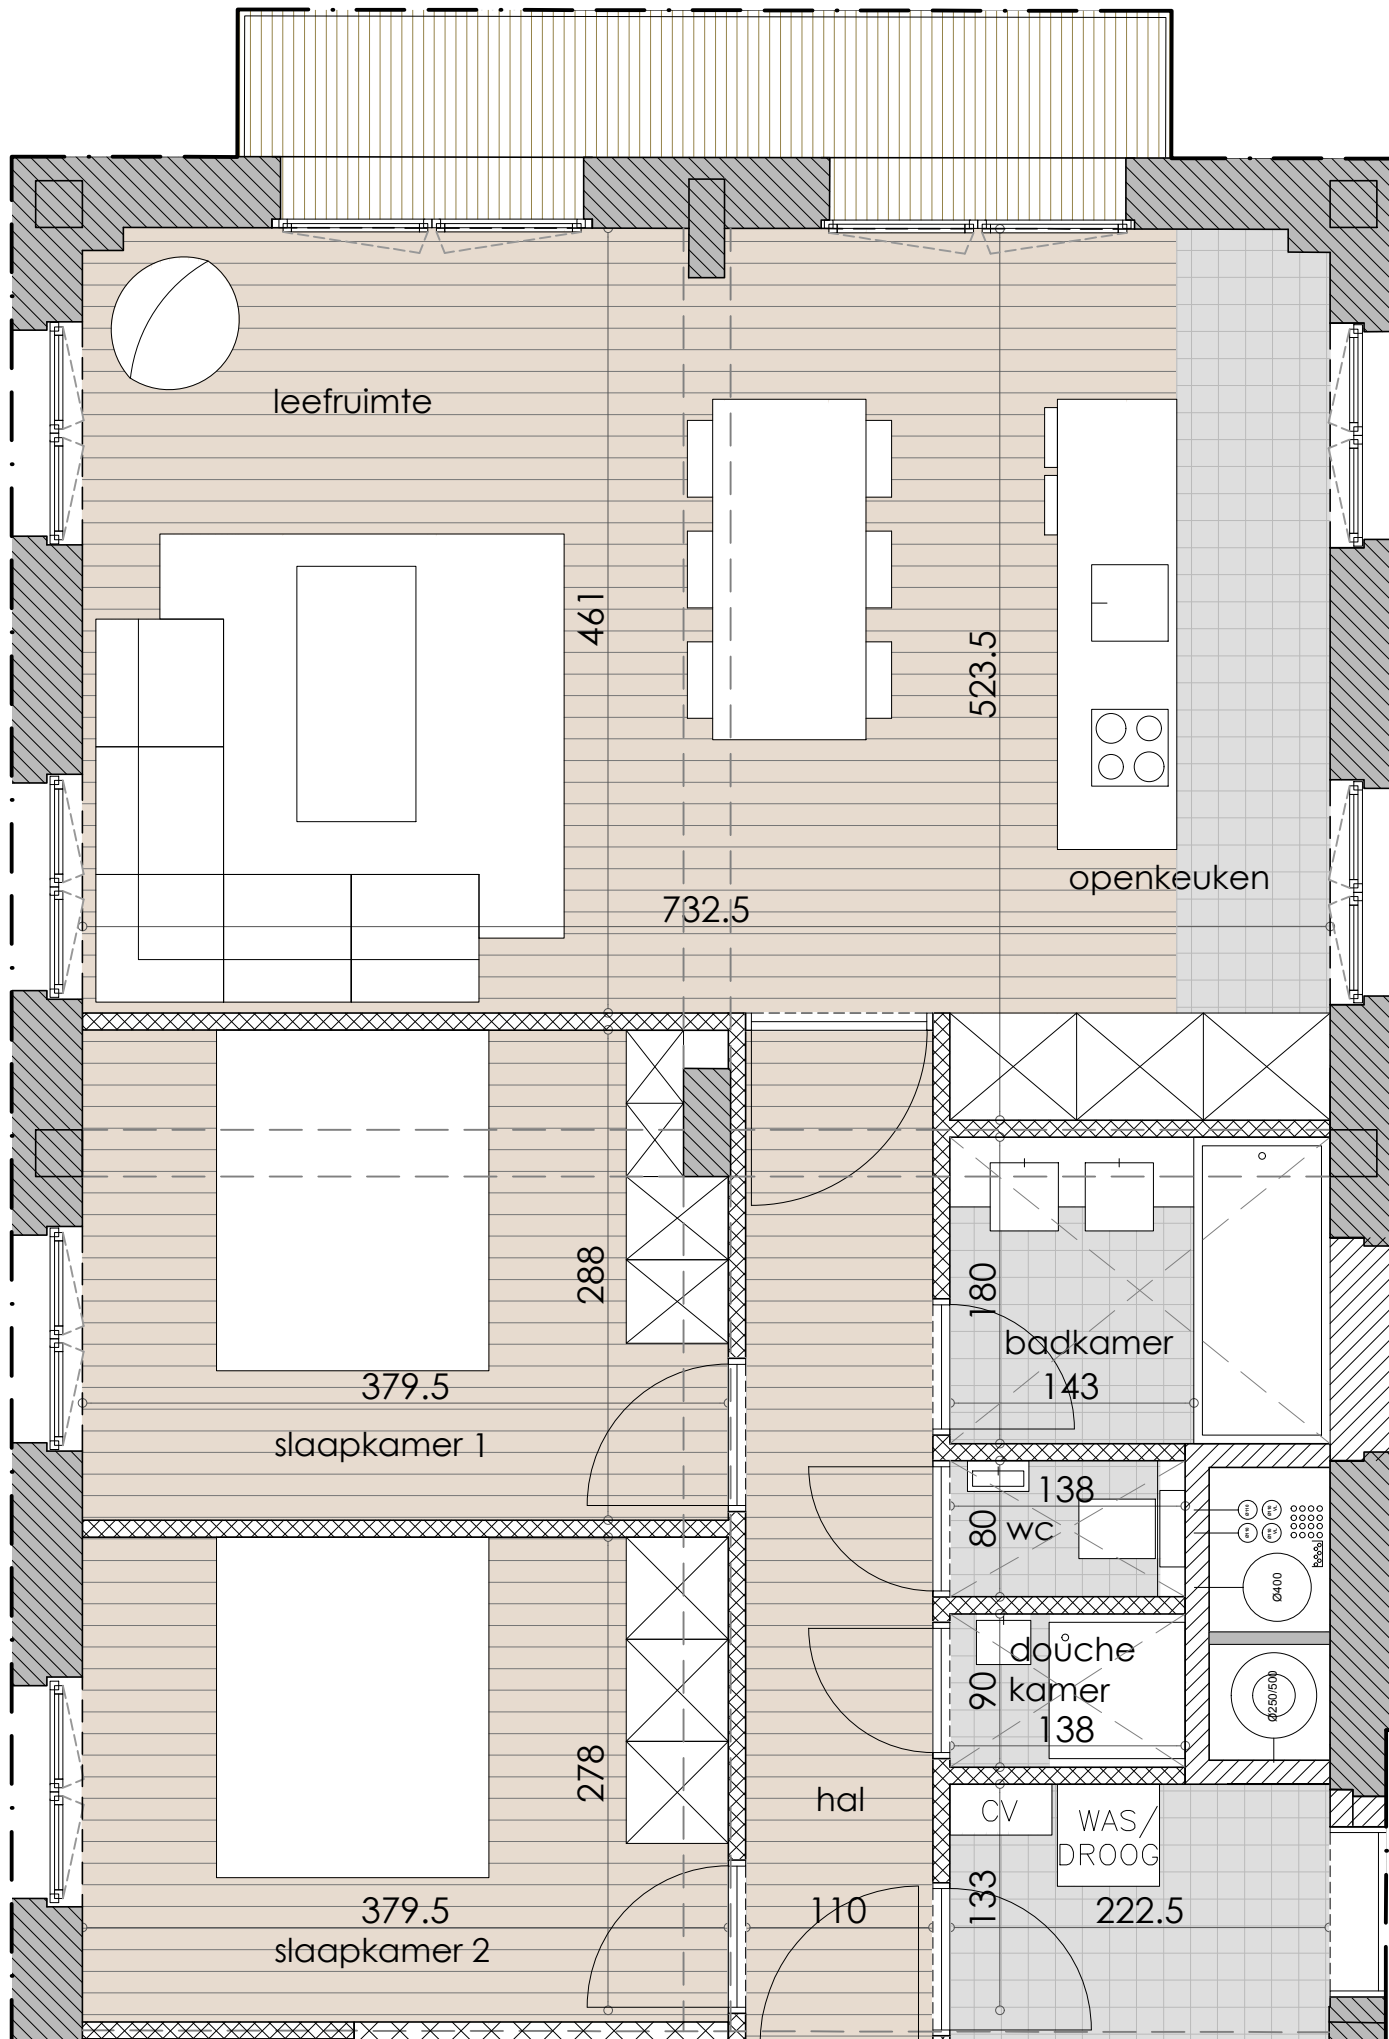 leefruimte
461
523.5
openkeuken
732.5
288
180
badkamer
143
379.5
slaapkamer 1
138
80
wc
Ø400
douche
kamer
90
138
Ø250/500
278
hal
CV
WAS/
DROOG
133
379.5
110
222.5
slaapkamer 2